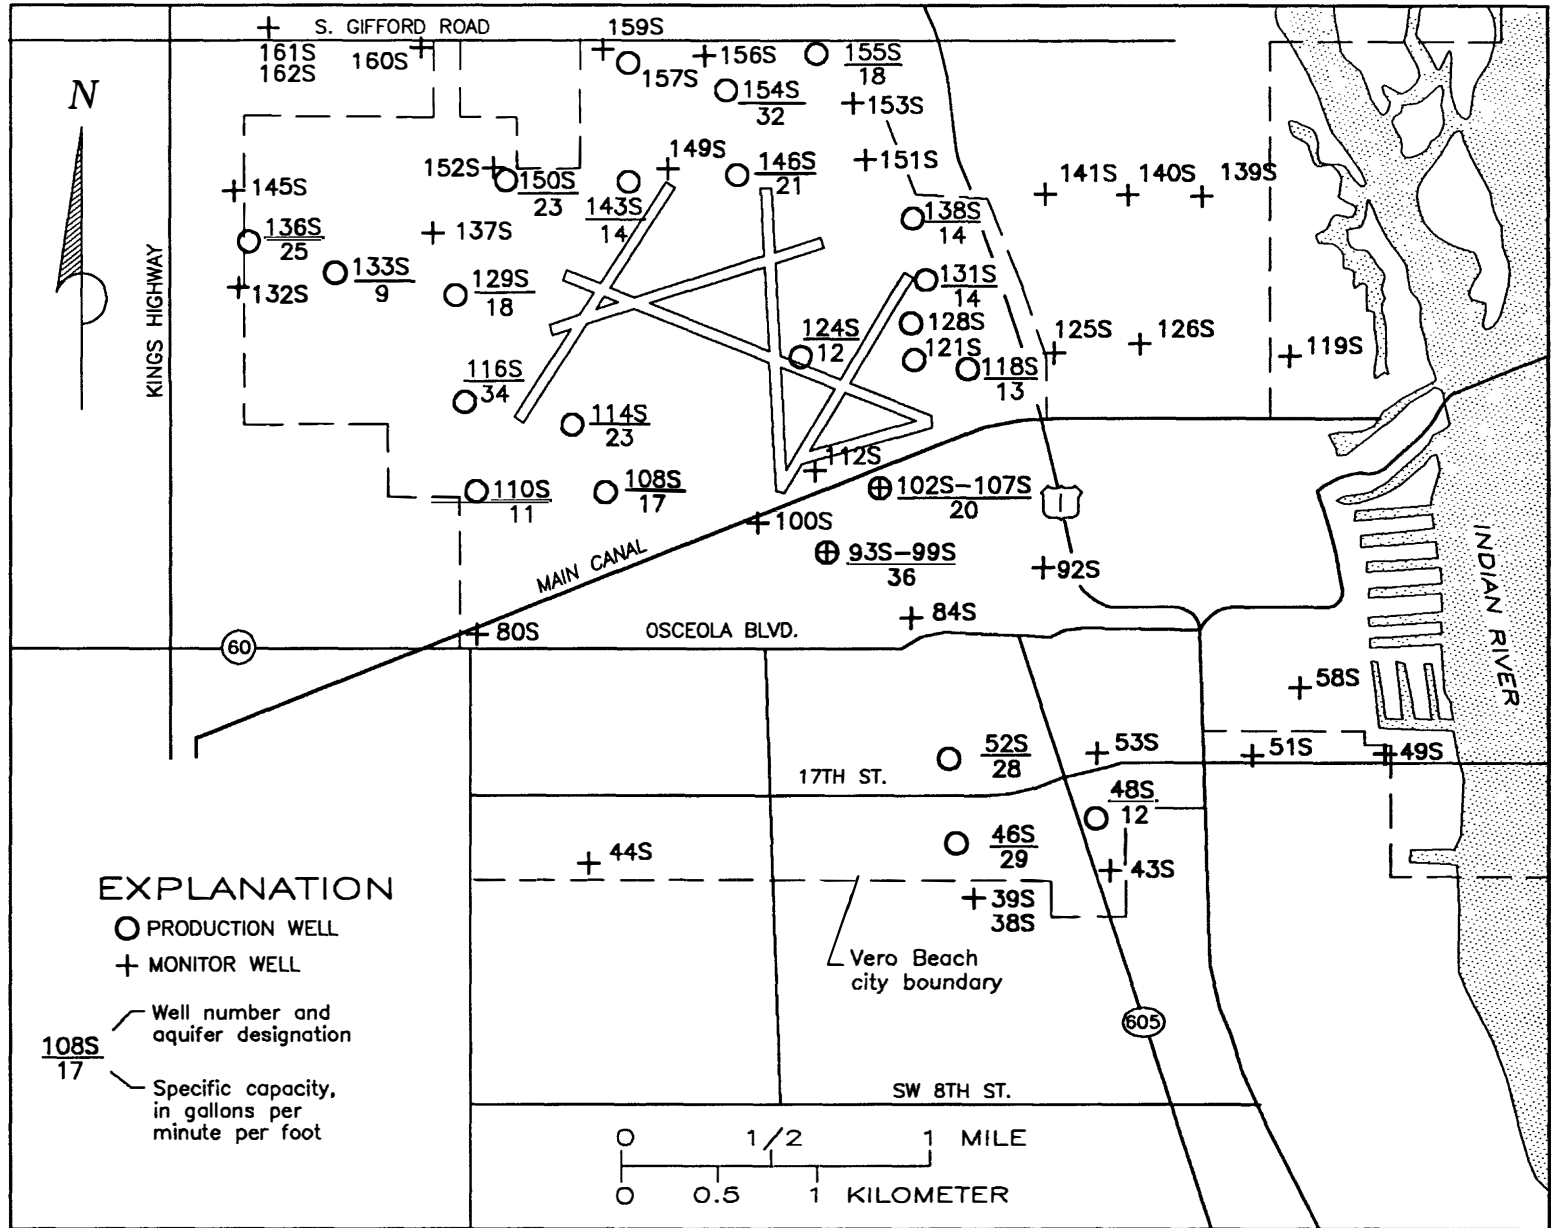 S. GIFFORD ROAD
159S
161S
162S
160S
157S
156S
155S
18
N
154S
32
153S
152S
149S
146S
21
151S
150S
23
143S
14
145S
141S
140S
139S
136S
25
137S
138S
14
KINGS HIGHWAY
132S
133S
9
129S
18
131S
14
128S
124S
12
121S
125S
126S
119S
116S
34
118S
13
114S
23
112S
110S
11
108S
17
102S-107S
20
1
100S
MAIN CANAL
93S-99S
36
92S
INDIAN RIVER
84S
80S
OSCEOLA BLVD.
60
58S
52S
28
53S
51S
49S
17TH ST.
48S
12
46S
29
44S
43S
39S
38S
EXPLANATION
PRODUCTION WELL
MONITOR WELL
Well number and
aquifer designation
108S
17
Specific capacity,
in gallons per
minute per foot
Vero Beach
city boundary
605
SW 8TH ST.
0 1/2 1 MILE
0 0.5 1 KILOMETER